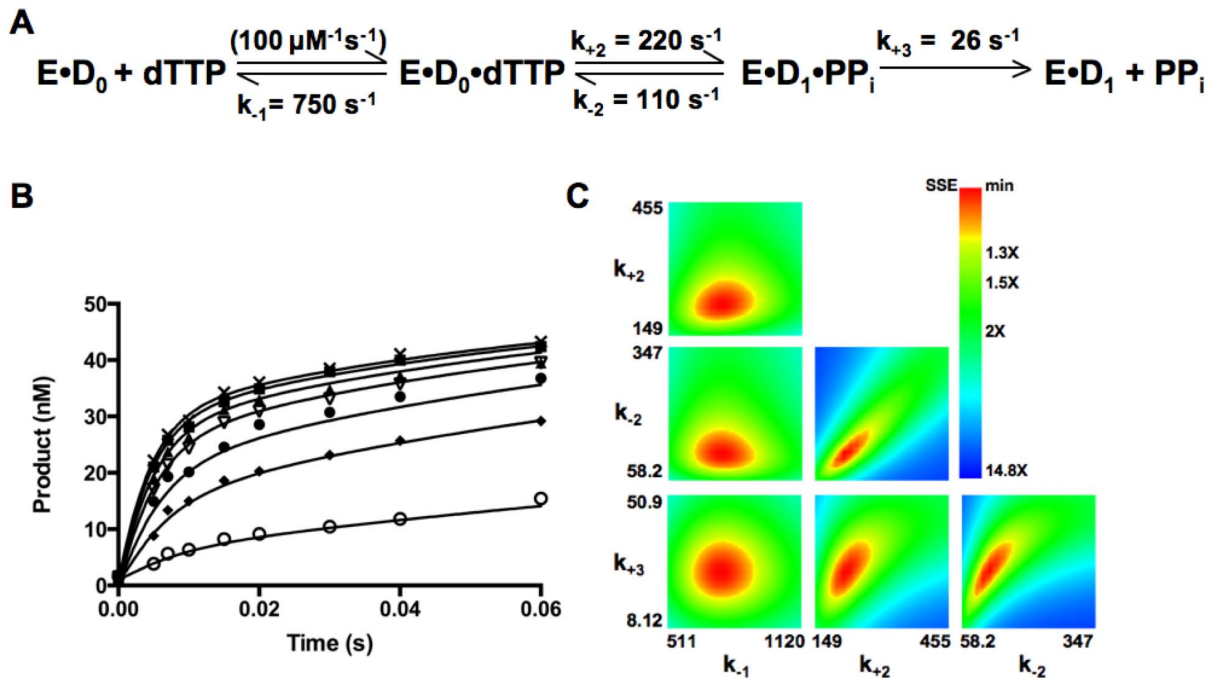 A
(100 µM⁻¹s⁻¹)
k₊₂ = 220 s⁻¹
k₊₃ = 26 s⁻¹
E•D₀ + dTTP
E•D₀•dTTP
E•D₁•PPᵢ
E•D₁ + PPᵢ
k₋₁= 750 s⁻¹
k₋₂ = 110 s⁻¹
B
50
40
30
20
10
0
Product (nM)
0.00
0.02
0.04
0.06
Time (s)
C
SSE
min
1.3X
1.5X
2X
14.8X
455
k₊₂
149
347
k₋₂
58.2
50.9
k₊₃
8.12
511
1120
149
455
58.2
347
k₋₁
k₊₂
k₋₂